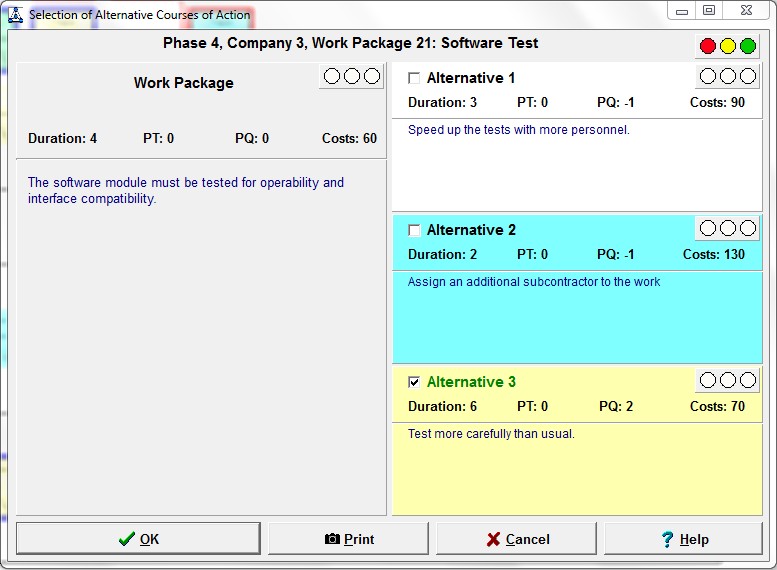 Selection of Alternative Courses of Action
Phase 4, Company 3, Work Package 21: Software Test
Work Package
Duration: 4 PT: 0 PQ: 0 Costs: 60
The software module must be tested for operability and
interface compatibility.
Alternative 1
Duration: 3 PT: 0 PQ: -1 Costs: 90
Speed up the tests with more personnel.
Alternative 2
Duration: 2 PT: 0 PQ: -1 Costs: 130
Assign an additional subcontractor to the work
Alternative 3
Duration: 6 PT: 0 PQ: 2 Costs: 70
Test more carefully than usual.
OK Print Cancel Help